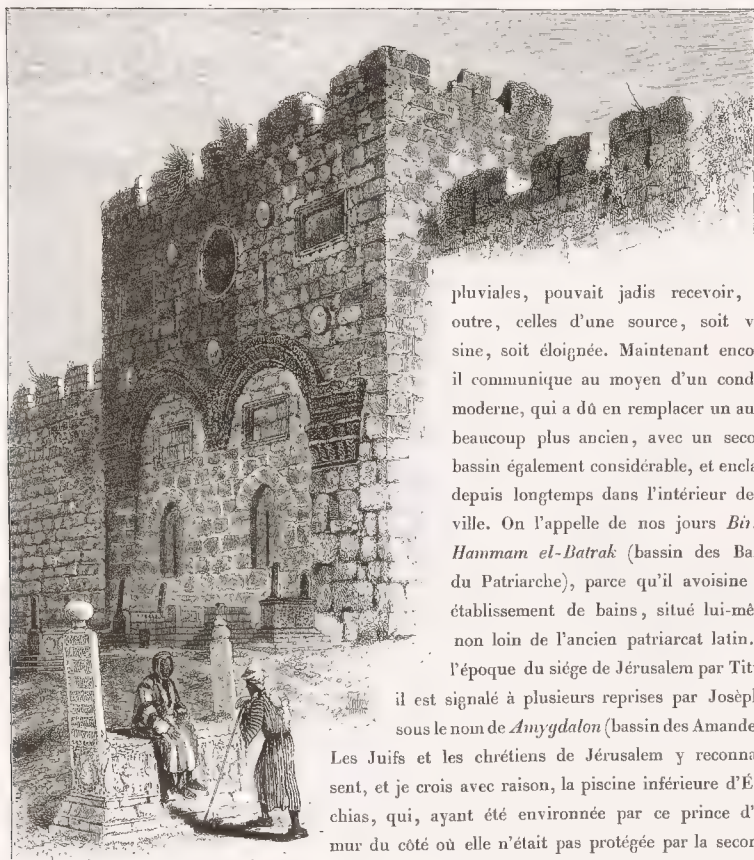 pluviales, pouvait jadis recevoir,
outre, celles d'une source, soit v
sine, soit éloignée. Maintenant enco
il communique au moyen d'un cond
moderne, qui a dû en remplacer un au
beaucoup plus ancien, avec un seco
bassin également considérable, et encla
depuis longtemps dans l'intérieur de
ville. On l'appelle de nos jours Bir
Hammam el-Batrak (bassin des Ba
du Patriarche), parce qu'il avoisine
établissement de bains, situé lui-mê
non loin de l'ancien patriarcat latin.
l'époque du siége de Jérusalem par Tit
il est signalé à plusieurs reprises par Josèp
sous le nom de Amygdalon (bassin des Amande
Les Juifs et les chrétiens de Jérusalem y reconna
sent, et je crois avec raison, la piscine inférieure d'É
chias, qui, ayant été environnée par ce prince d'
mur du côté où elle n'était pas protégée par la secon